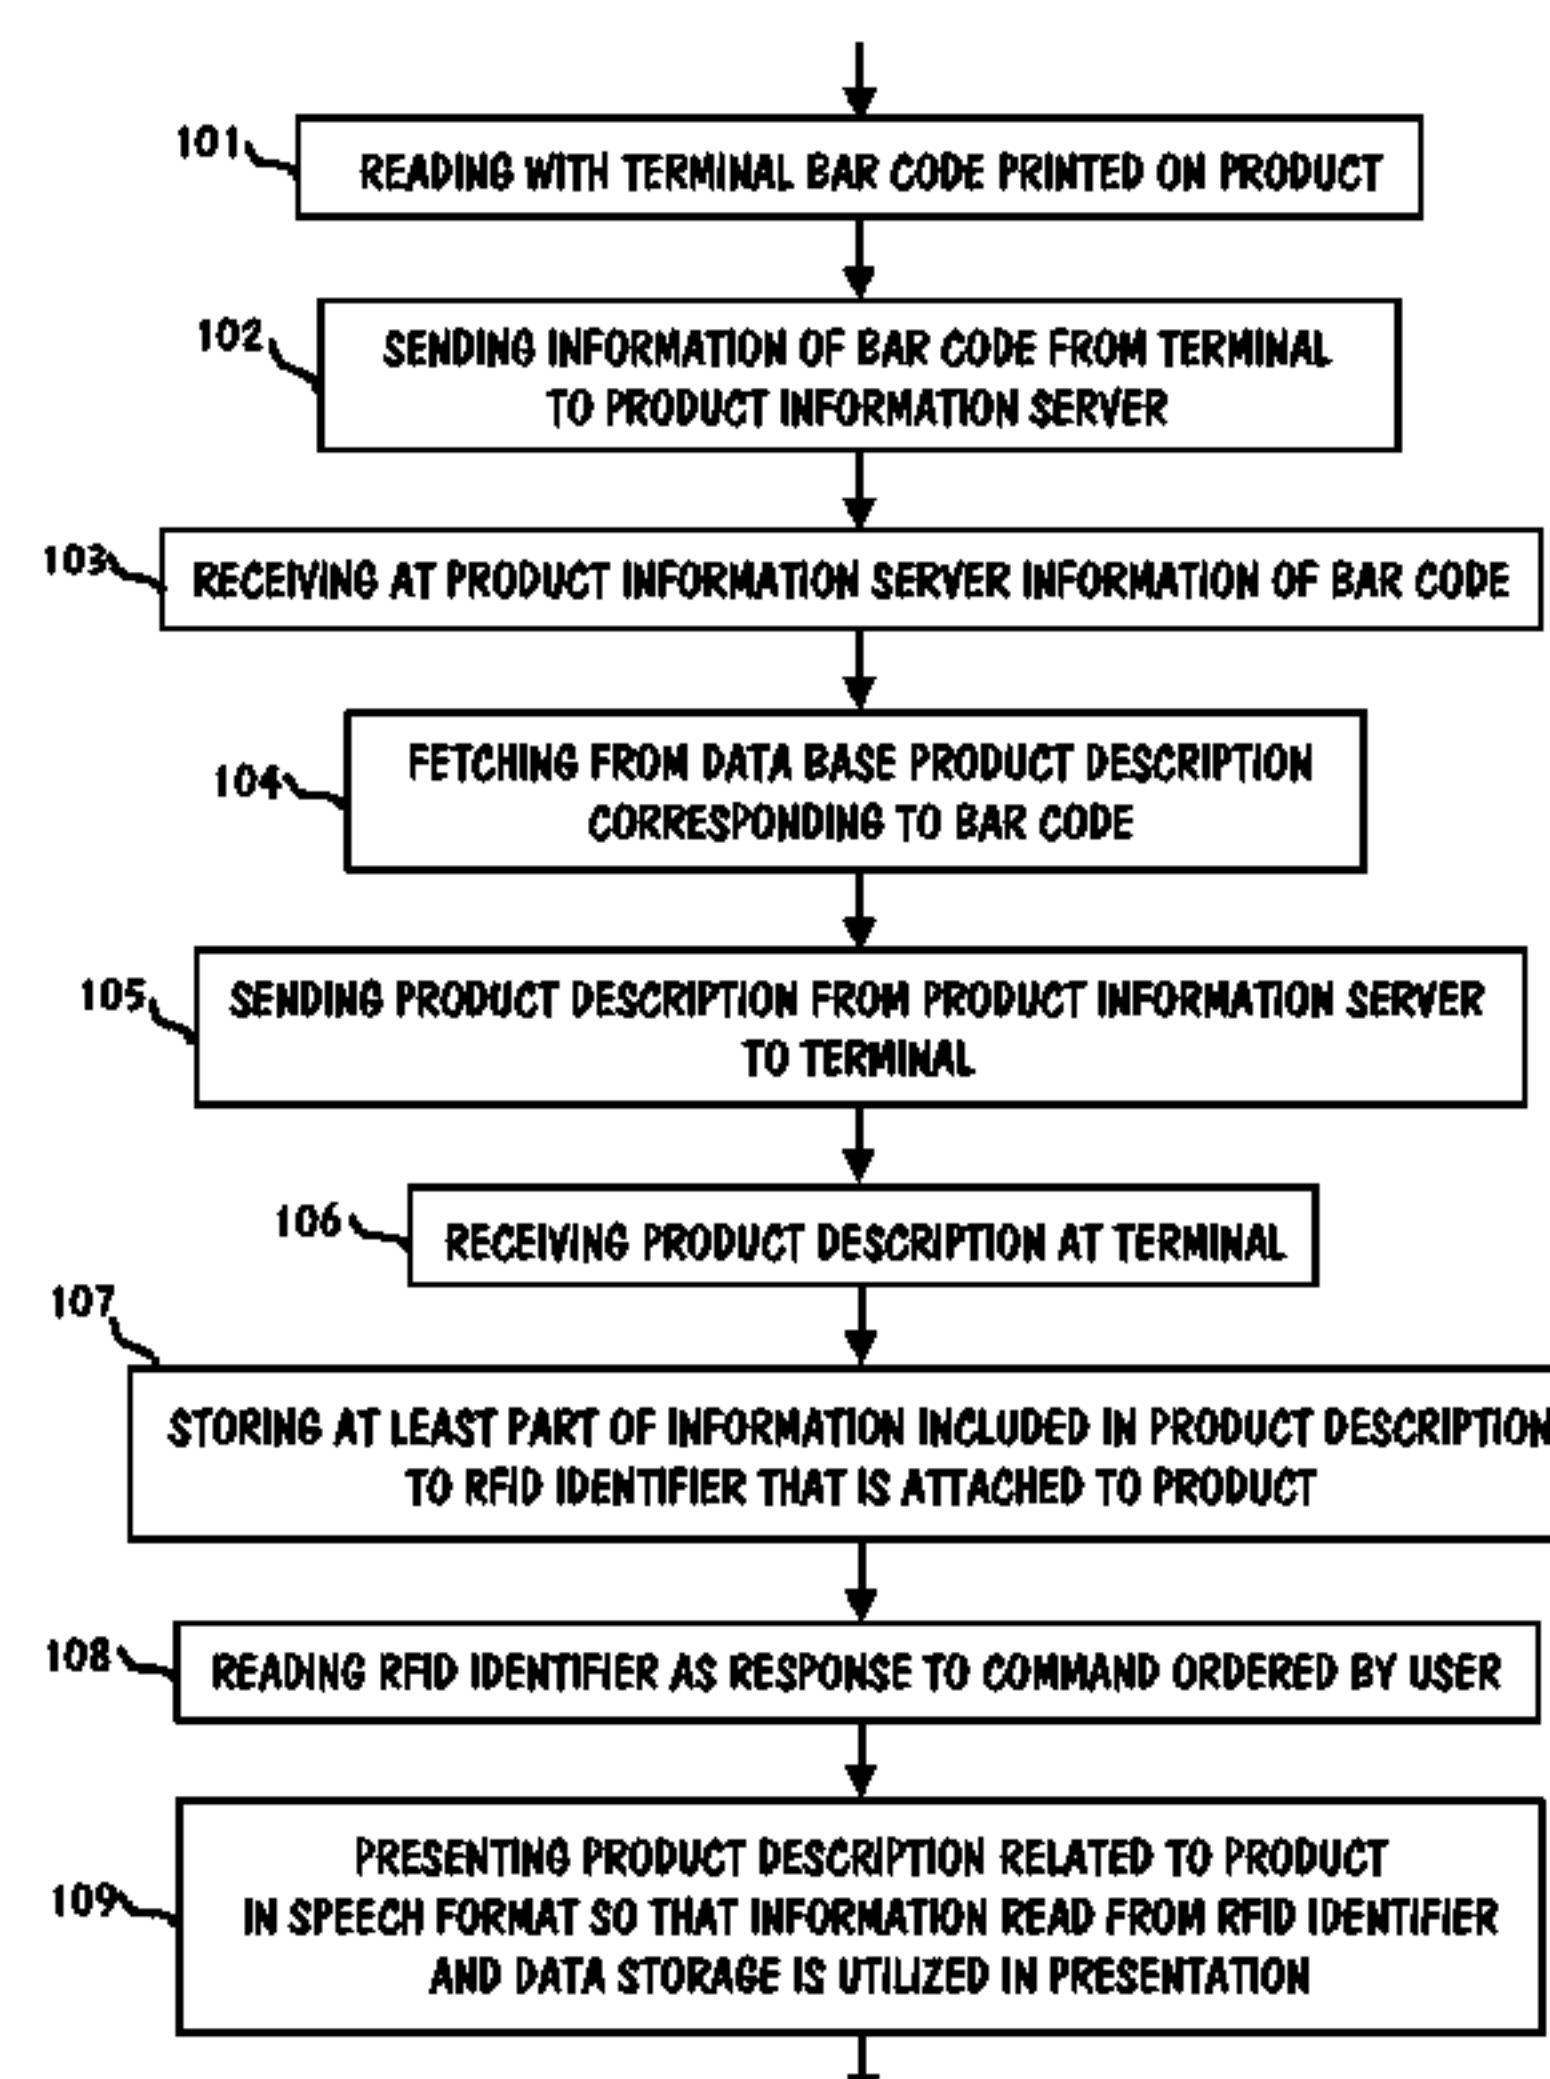 101
READING WITH TERMINAL BAR CODE PRINTED ON PRODUCT
102
SENDING INFORMATION OF BAR CODE FROM TERMINAL
TO PRODUCT INFORMATION SERVER
103
RECEIVING AT PRODUCT INFORMATION SERVER INFORMATION OF BAR CODE
104
FETCHING FROM DATA BASE PRODUCT DESCRIPTION
CORRESPONDING TO BAR CODE
105
SENDING PRODUCT DESCRIPTION FROM PRODUCT INFORMATION SERVER
TO TERMINAL
106
RECEIVING PRODUCT DESCRIPTION AT TERMINAL
107
STORING AT LEAST PART OF INFORMATION INCLUDED IN PRODUCT DESCRIPTION
TO RFID IDENTIFIER THAT IS ATTACHED TO PRODUCT
108
READING RFID IDENTIFIER AS RESPONSE TO COMMAND ORDERED BY USER
109
PRESENTING PRODUCT DESCRIPTION RELATED TO PRODUCT
IN SPEECH FORMAT SO THAT INFORMATION READ FROM RFID IDENTIFIER
AND DATA STORAGE IS UTILIZED IN PRESENTATION